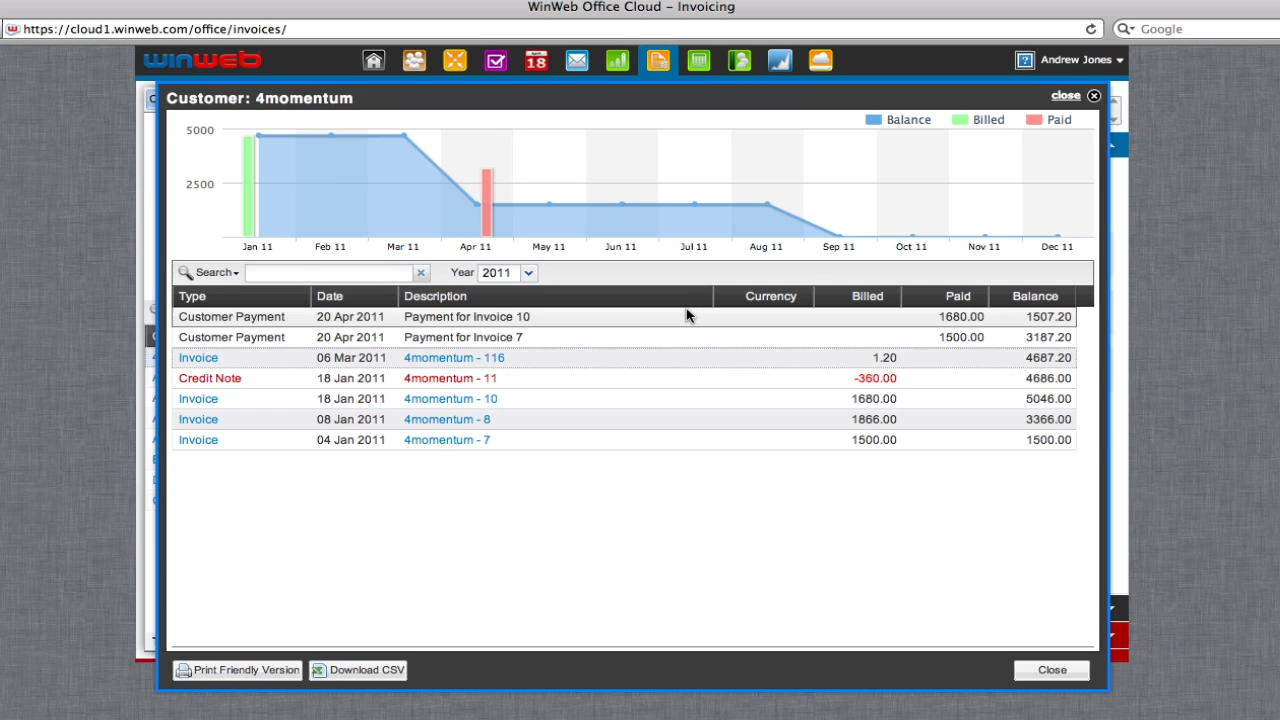 WinWeb Office Cloud – Invoicing
https://cloud1.winweb.com/office/invoices/
Google
winweb
April
18
Andrew Jones
Customer: 4momentum
close
Balance Billed Paid
5000
2500
Jan 11 Feb 11 Mar 11 Apr 11 May 11 Jun 11 Jul 11 Aug 11 Sep 11 Oct 11 Nov 11 Dec 11
Search Year 2011
Type Date Description Currency Billed Paid Balance
Customer Payment 20 Apr 2011 Payment for Invoice 10 1680.00 1507.20
Customer Payment 20 Apr 2011 Payment for Invoice 7 1500.00 3187.20
Invoice 06 Mar 2011 4momentum - 116 1.20 4687.20
Credit Note 18 Jan 2011 4momentum - 11 -360.00 4686.00
Invoice 18 Jan 2011 4momentum - 10 1680.00 5046.00
Invoice 08 Jan 2011 4momentum - 8 1866.00 3366.00
Invoice 04 Jan 2011 4momentum - 7 1500.00 1500.00
Print Friendly Version Download CSV Close